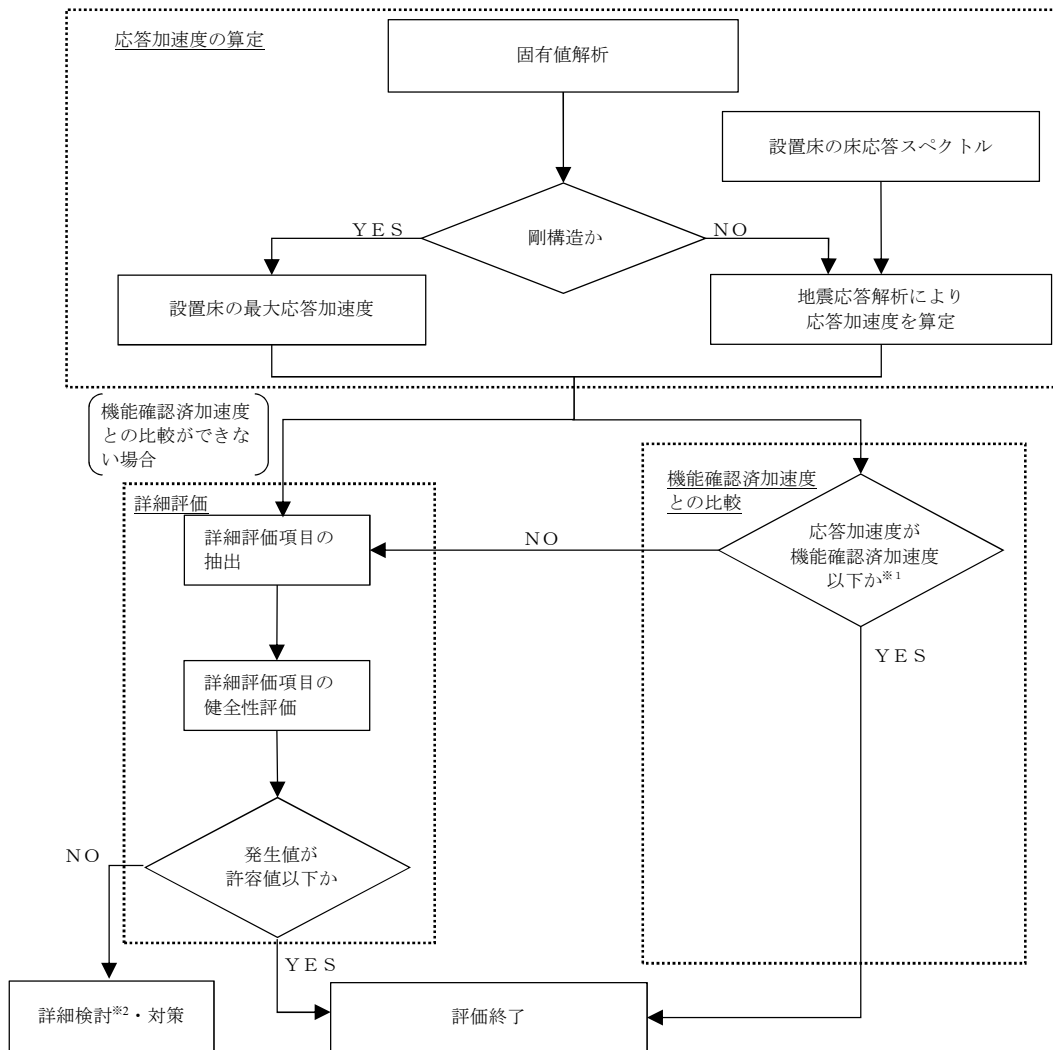 応答加速度の算定
固有値解析
設置床の床応答スペクトル
ＹＥＳ
剛構造か
ＮＯ
設置床の最大応答加速度
地震応答解析により
応答加速度を算定
機能確認済加速度
との比較ができな
い場合
機能確認済加速度
との比較
詳細評価
詳細評価項目の
抽出
ＮＯ
応答加速度が
機能確認済加速度
以下か※１
ＹＥＳ
詳細評価項目の
健全性評価
ＮＯ
発生値が
許容値以下か
ＹＥＳ
詳細検討※2・対策
評価終了